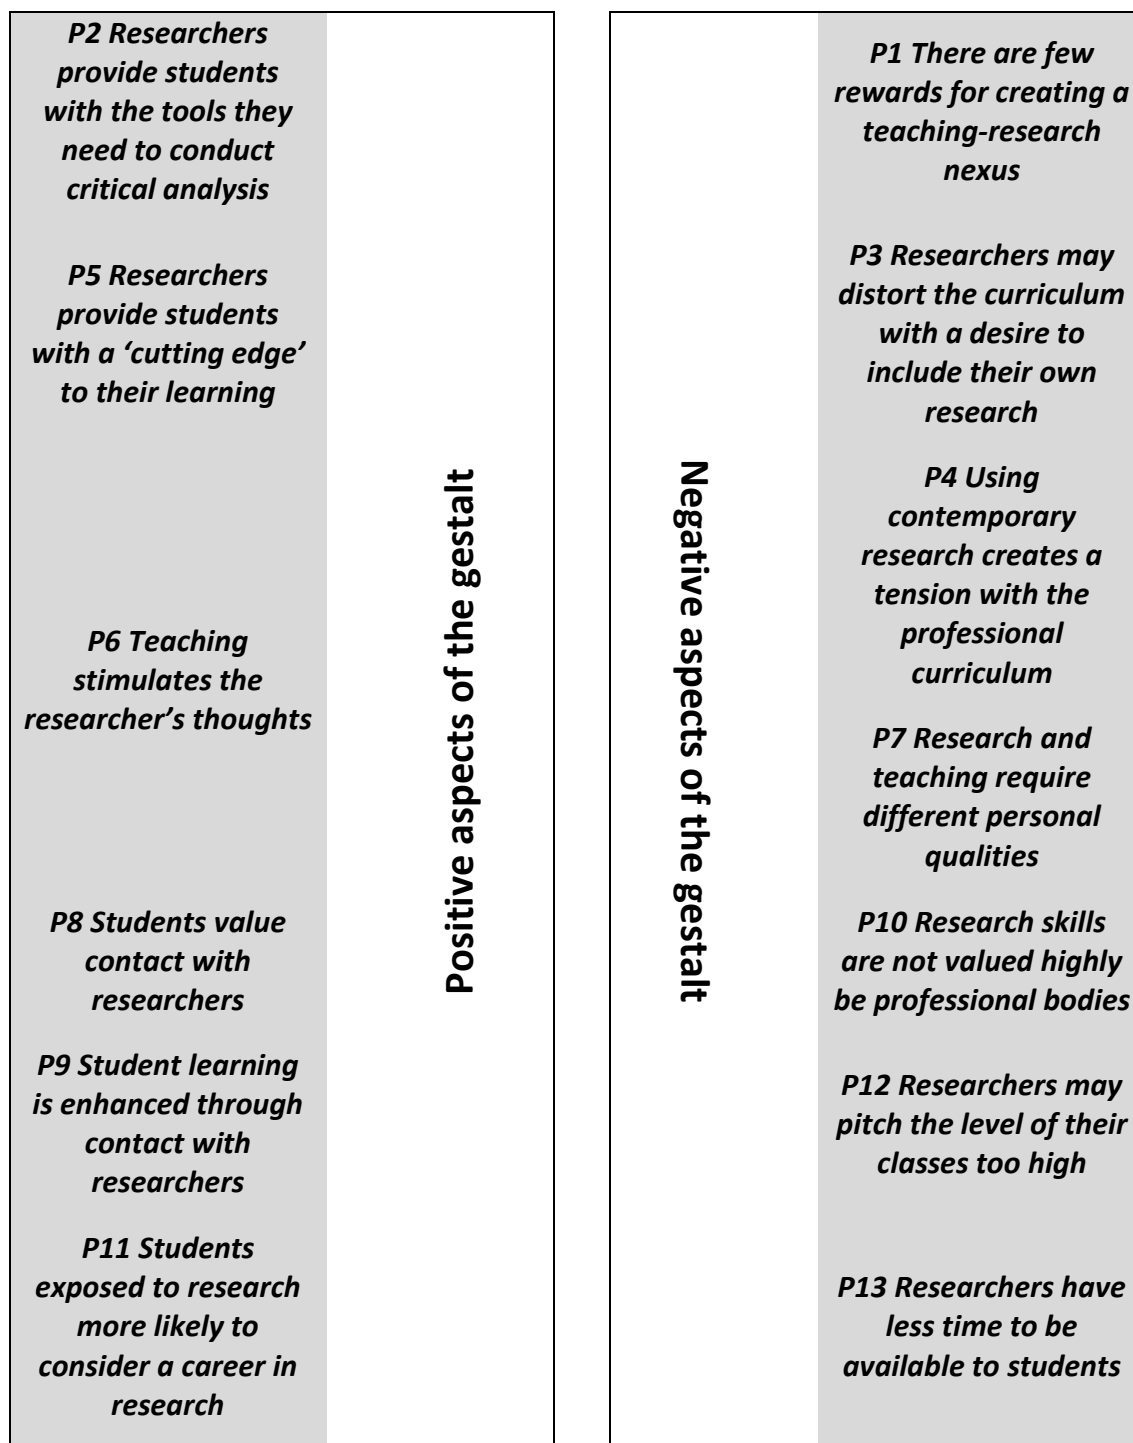 P2 Researchers
provide students
with the tools they
need to conduct
critical analysis
P5 Researchers
provide students
with a ‘cutting edge’
to their learning
P6 Teaching
stimulates the
researcher’s thoughts
P8 Students value
contact with
researchers
P9 Student learning
is enhanced through
contact with
researchers
P11 Students
exposed to research
more likely to
consider a career in
research
Positive aspects of the gestalt
Negative aspects of the gestalt
P1 There are few
rewards for creating a
teaching-research
nexus
P3 Researchers may
distort the curriculum
with a desire to
include their own
research
P4 Using
contemporary
research creates a
tension with the
professional
curriculum
P7 Research and
teaching require
different personal
qualities
P10 Research skills
are not valued highly
be professional bodies
P12 Researchers may
pitch the level of their
classes too high
P13 Researchers have
less time to be
available to students